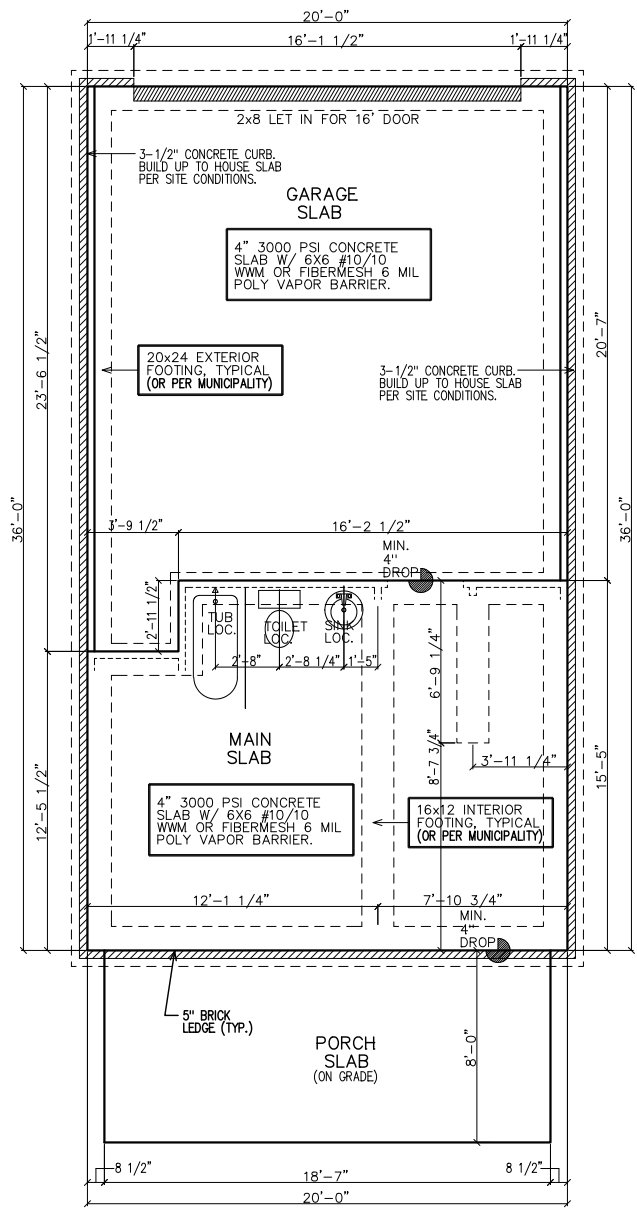 20'-0"
1'-11 1/4"
16'-1 1/2"
1'-11 1/4"
2x8 LET IN FOR 16' DOOR
3-1/2" CONCRETE CURB.
BUILD UP TO HOUSE SLAB
PER SITE CONDITIONS.
GARAGE
SLAB
4" 3000 PSI CONCRETE
SLAB W/ 6X6 #10/10
WWM OR FIBERMESH 6 MIL
POLY VAPOR BARRIER.
23'-6 1/2"
20'-7"
20x24 EXTERIOR
FOOTING, TYPICAL
(OR PER MUNICIPALITY)
3-1/2" CONCRETE CURB.
BUILD UP TO HOUSE SLAB
PER SITE CONDITIONS.
36'-0"
36'-0"
3'-9 1/2"
16'-2 1/2"
MIN.
4"
DROP
2'-11 1/2"
TUB
LOC.
TOILET
LOC.
SINK
LOC.
2'-8"
2'-8 1/4"
1'-5"
6'-9 1/4"
8'-7 3/4"
3'-11 1/4"
MAIN
SLAB
4" 3000 PSI CONCRETE
SLAB W/ 6X6 #10/10
WWM OR FIBERMESH 6 MIL
POLY VAPOR BARRIER.
16x12 INTERIOR
FOOTING, TYPICAL
(OR PER MUNICIPALITY)
12'-5 1/2"
15'-5"
12'-1 1/4"
7'-10 3/4"
MIN.
4"
DROP
5" BRICK
LEDGE (TYP.)
PORCH
SLAB
(ON GRADE)
8'-0"
8 1/2"
18'-7"
8 1/2"
20'-0"